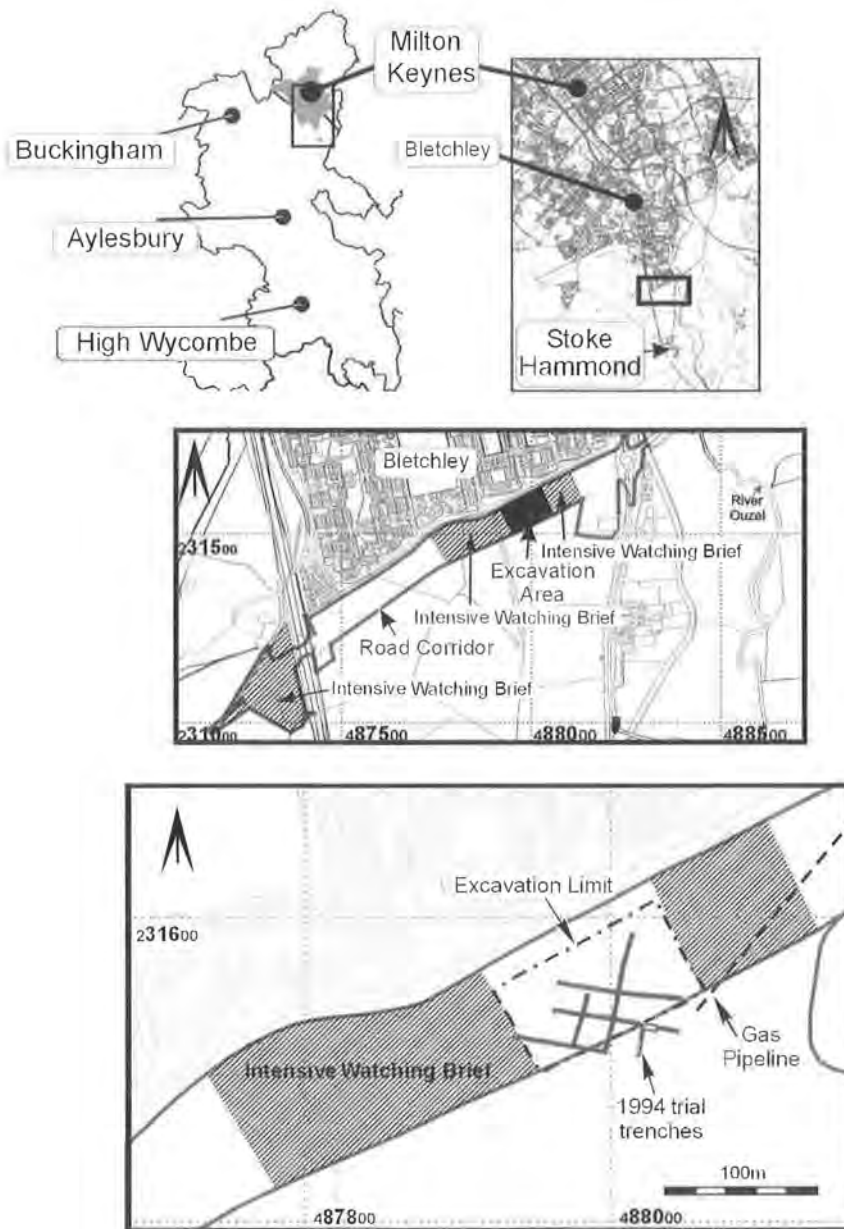 Milton
Keynes
Buckingham
Bletchley
Aylesbury
High Wycombe
Stoke
Hammond
Bletchley
River
Ouzel
231500
Intensive Watching Brief
Excavation
Area
Intensive Watching Brief
Road Corridor
Intensive Watching Brief
231000
487500
488000
488500
Excavation Limit
231600
Gas
Pipeline
Intensive Watching Brief
1994 trial
trenches
100m
487800
488000